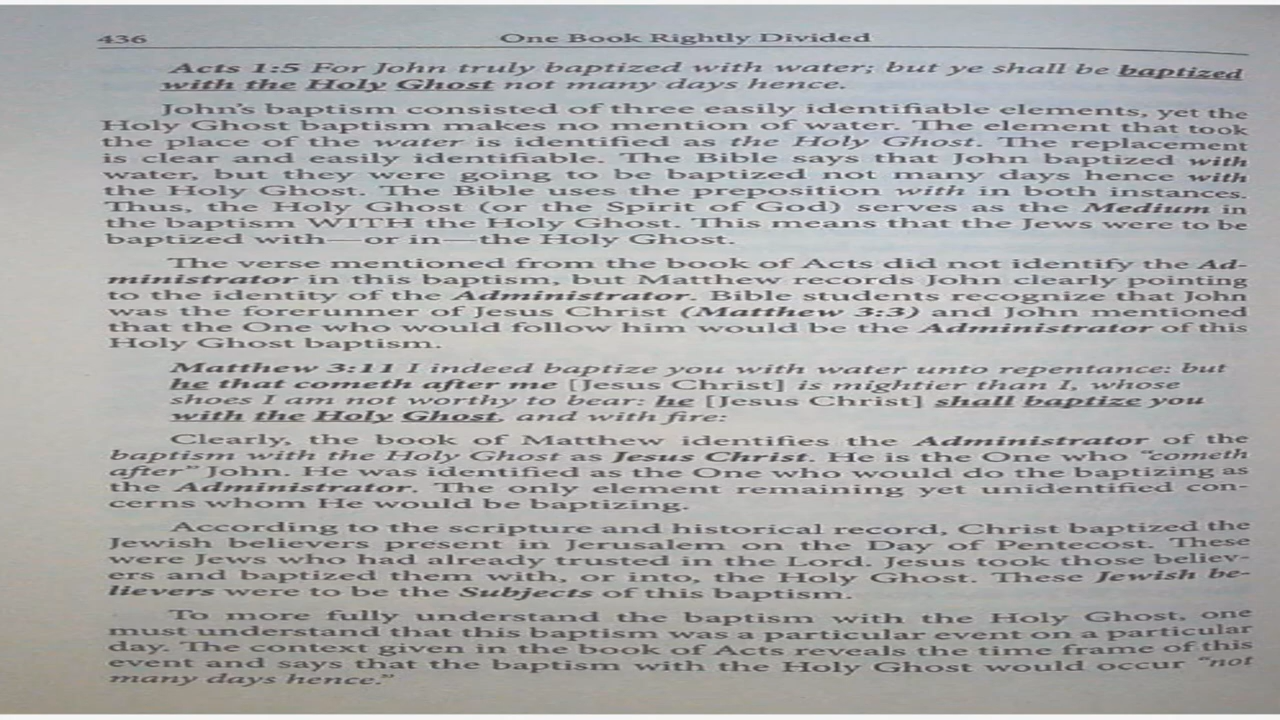 436
One Book Rightly Divided
Acts 1:5 For John truly baptized with water; but ye shall be baptized
with the Holy Ghost not many days hence.
John's baptism consisted of three easily identifiable elements, yet the
Holy Ghost baptism makes no mention of water. The element that took
the place of the water is identified as the Holy Ghost. The replacement
is clear and easily identifiable. The Bible says that John baptized with
water, but they were going to be baptized not many days hence with
the Holy Ghost. The Bible uses the preposition with in both instances.
Thus, the Holy Ghost (or the Spirit of God) serves as the Medium in
the baptism WITH the Holy Ghost. This means that the Jews were to be
baptized with—or in—the Holy Ghost.
The verse mentioned from the book of Acts did not identify the Ad-
ministrator in this baptism, but Matthew records John clearly pointing
to the identity of the Administrator. Bible students recognize that John
was the forerunner of Jesus Christ (Matthew 3:3) and John mentioned
that the One who would follow him would be the Administrator of this
Holy Ghost baptism.
Matthew 3:11 I indeed baptize you with water unto repentance: but
he that cometh after me [Jesus Christ] is mightier than I, whose
shoes I am not worthy to bear: he [Jesus Christ] shall baptize you
with the Holy Ghost, and with fire:
Clearly, the book of Matthew identifies the Administrator of the
baptism with the Holy Ghost as Jesus Christ. He is the One who "cometh
after" John. He was identified as the One who would do the baptizing as
the Administrator. The only element remaining yet unidentified con-
cerns whom He would be baptizing.
According to the scripture and historical record, Christ baptized the
Jewish believers present in Jerusalem on the Day of Pentecost. These
were Jews who had already trusted in the Lord. Jesus took those believ-
ers and baptized them with, or into, the Holy Ghost. These Jewish be-
lievers were to be the Subjects of this baptism.
To more fully understand the baptism with the Holy Ghost, one
must understand that this baptism was a particular event on a particular
day. The context given in the book of Acts reveals the time frame of this
event and says that the baptism with the Holy Ghost would occur "not
many days hence."